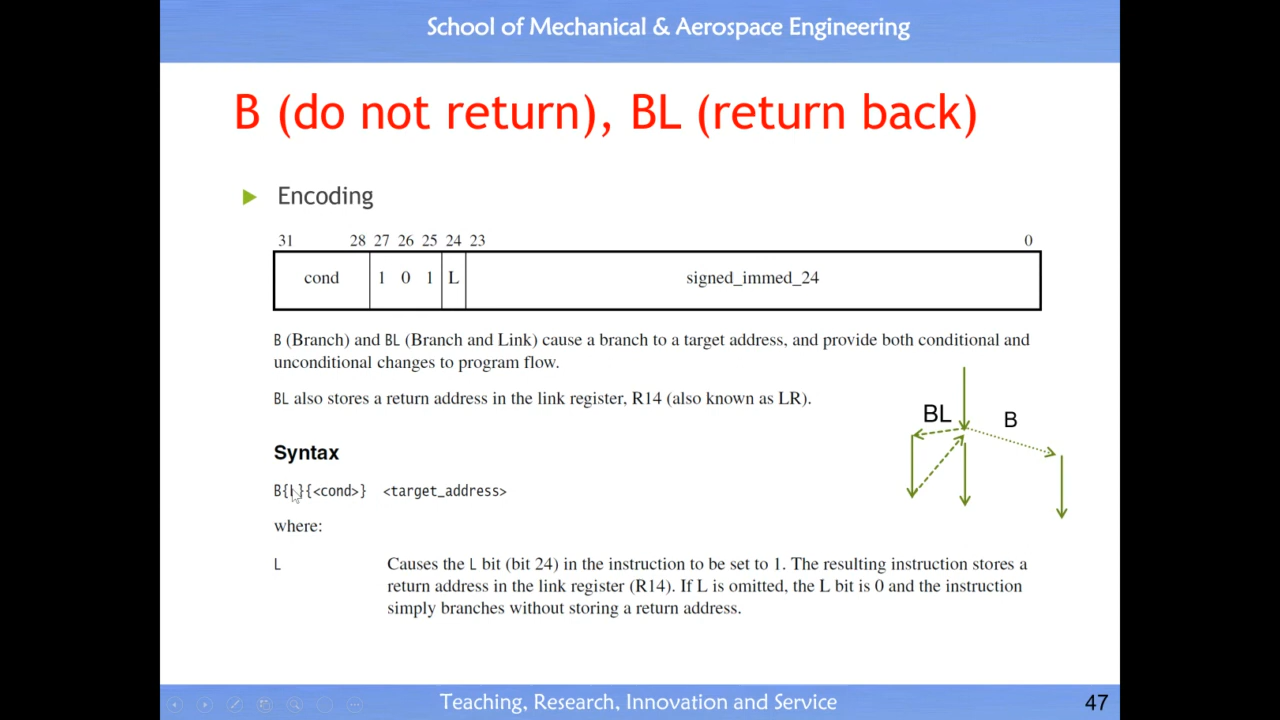 School of Mechanical & Aerospace Engineering
B (do not return), BL (return back)
Encoding
31 28 27 26 25 24 23 0
cond 1 0 1 L signed_immed_24
B (Branch) and BL (Branch and Link) cause a branch to a target address, and provide both conditional and
unconditional changes to program flow.
BL also stores a return address in the link register, R14 (also known as LR).
BL B
Syntax
B{L}{<cond>} <target_address>
where:
L Causes the L bit (bit 24) in the instruction to be set to 1. The resulting instruction stores a
return address in the link register (R14). If L is omitted, the L bit is 0 and the instruction
simply branches without storing a return address.
Teaching, Research, Innovation and Service 47